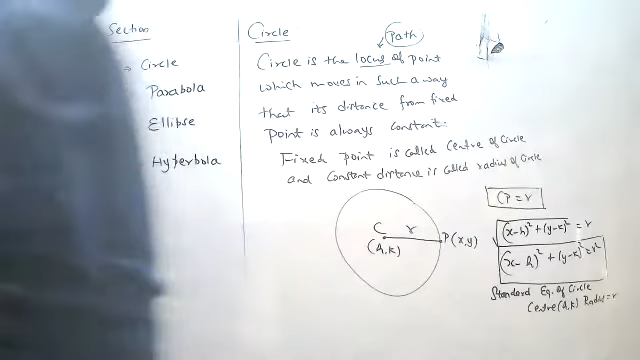 Section
→ Circle
Parabola
Ellipse
Hyperbola
Circle
Path
Circle is the locus of point
which moves in such a way
that its distance from fixed
point is always constant.
Fixed point is called centre of circle
and constant distance is called radius of circle
C
r
(h,k)
P(x,y)
CP = r
√(x-h)²+(y-k)² = r
(x-h)²+(y-k)²=r²
Standard Eq. of Circle
Centre(h,k) Radius=r